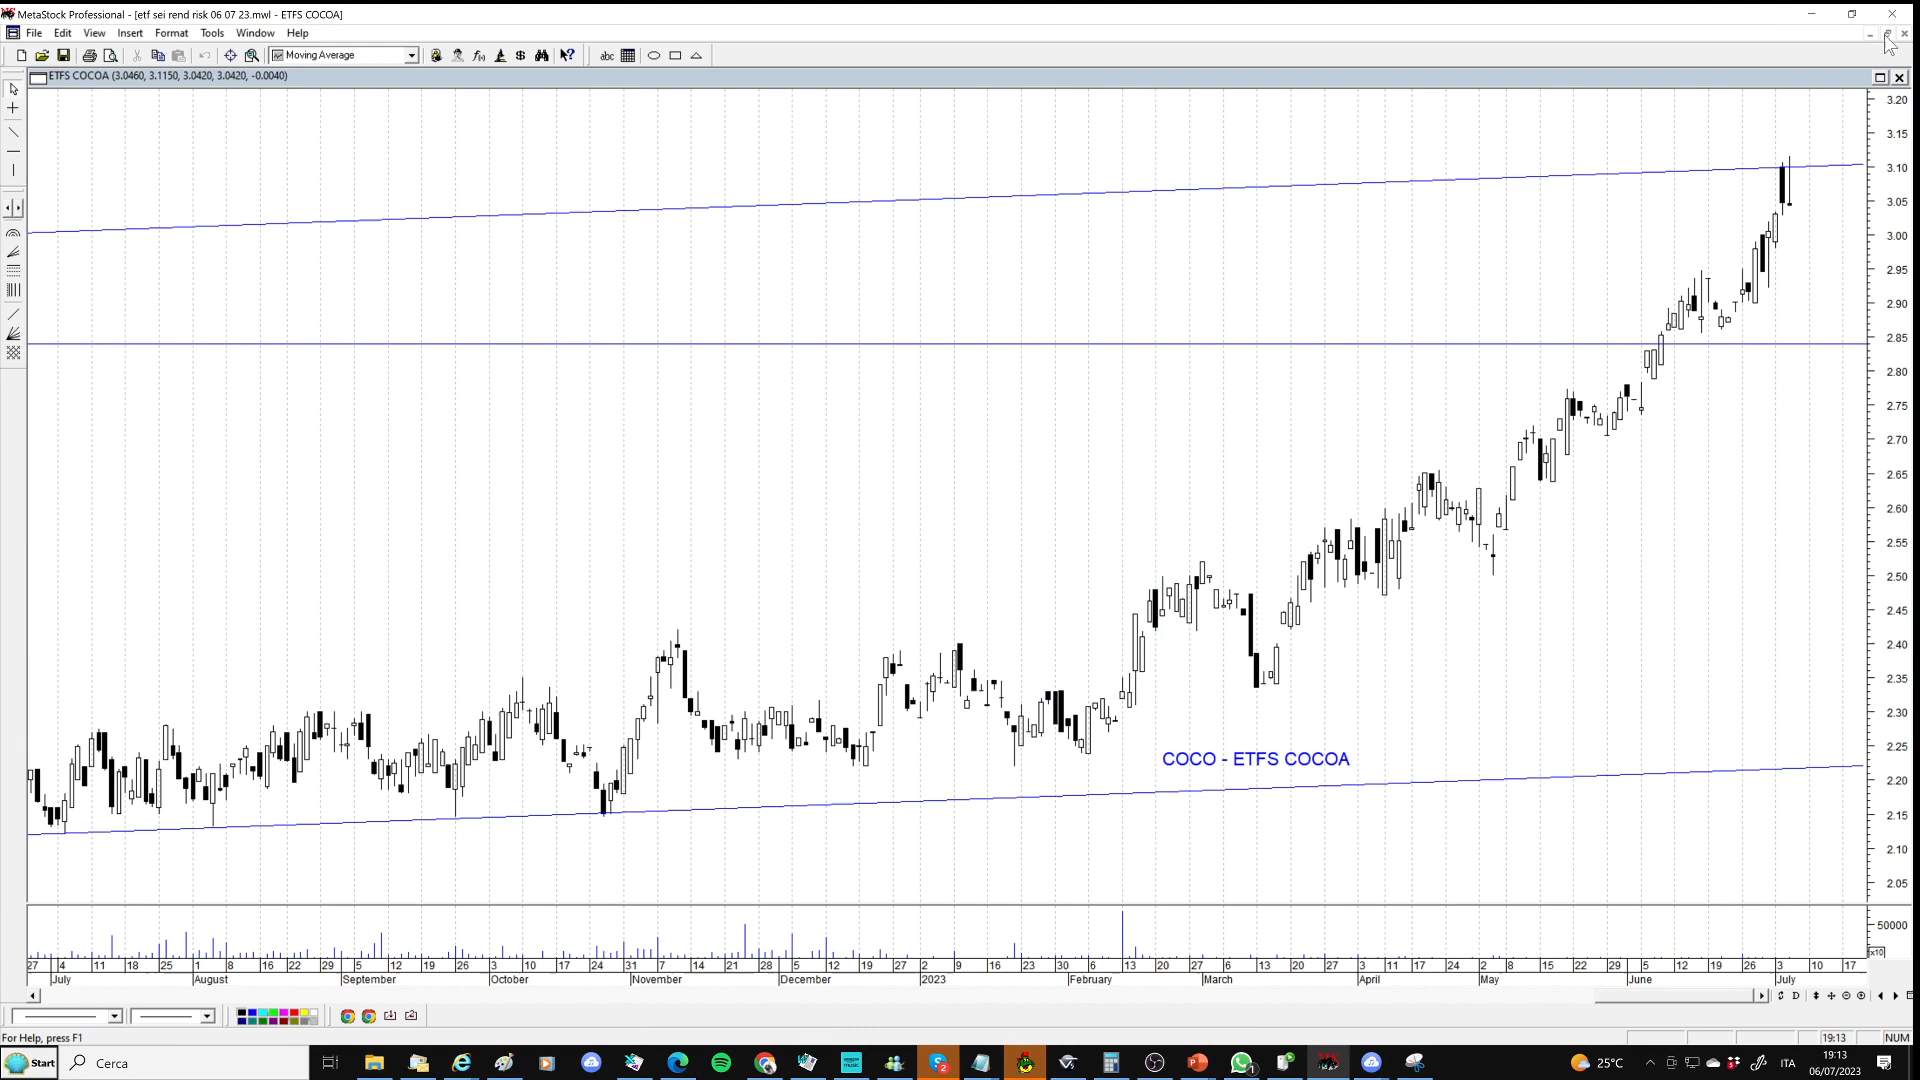 MetaStock Professional - [etf sei rend risk 06 07 23.mwl - ETFS COCOA]
File Edit View Insert Format Tools Window Help
Moving Average
abc
ETFS COCOA (3.0460, 3.1150, 3.0420, 3.0420, -0.0040)
3.20
3.15
3.10
3.05
3.00
2.95
2.90
2.85
2.80
2.75
2.70
2.65
2.60
2.55
2.50
2.45
2.40
2.35
2.30
2.25
2.20
2.15
2.10
2.05
COCO - ETFS COCOA
50000
x10
27 4 11 18 25 1 8 16 22 29 5 12 19 26 3 10 17 24 31 7 14 21 28 5 12 19 27 2 9 16 23 30 6 13 20 27 6 13 20 27 3 11 17 24 2 8 15 22 29 5 12 19 26 3 10 17
July August September October November December 2023 February March April May June July
D
For Help, press F1
19:13 NUM
Start Cerca 25°C ITA 19:13
06/07/2023